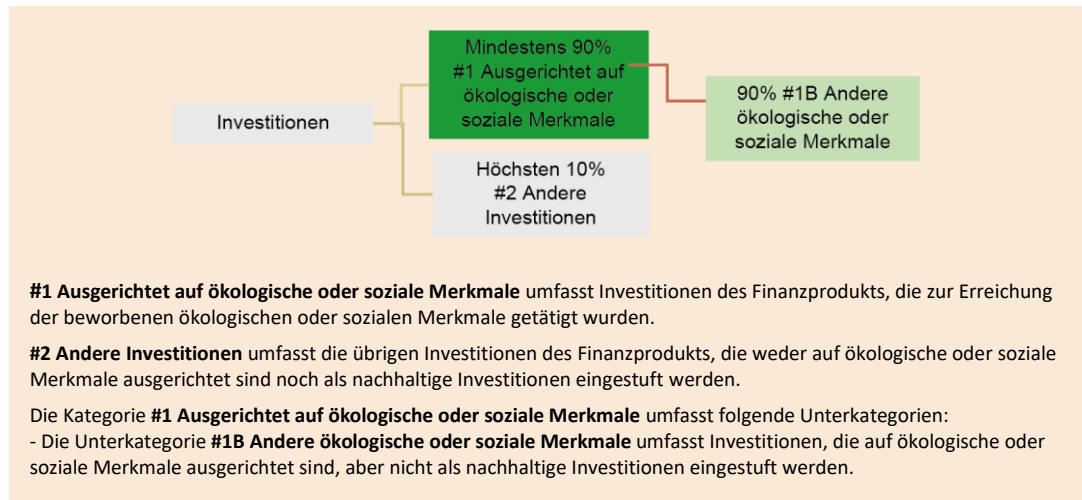 Investitionen
Mindestens 90%
#1 Ausgerichtet auf
ökologische oder
soziale Merkmale
90% #1B Andere
ökologische oder
soziale Merkmale
Höchsten 10%
#2 Andere
Investitionen
#1 Ausgerichtet auf ökologische oder soziale Merkmale umfasst Investitionen des Finanzprodukts, die zur Erreichung
der beworbenen ökologischen oder sozialen Merkmale getätigt wurden.
#2 Andere Investitionen umfasst die übrigen Investitionen des Finanzprodukts, die weder auf ökologische oder soziale
Merkmale ausgerichtet sind noch als nachhaltige Investitionen eingestuft werden.
Die Kategorie #1 Ausgerichtet auf ökologische oder soziale Merkmale umfasst folgende Unterkategorien:
- Die Unterkategorie #1B Andere ökologische oder soziale Merkmale umfasst Investitionen, die auf ökologische oder
soziale Merkmale ausgerichtet sind, aber nicht als nachhaltige Investitionen eingestuft werden.